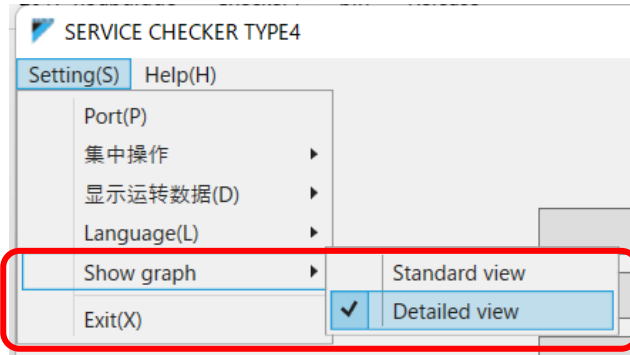 SERVICE CHECKER TYPE4
Setting(S) Help(H)
Port(P)
集中操作
显示运转数据(D)
Language(L)
Show graph
Standard view
Detailed view
Exit(X)